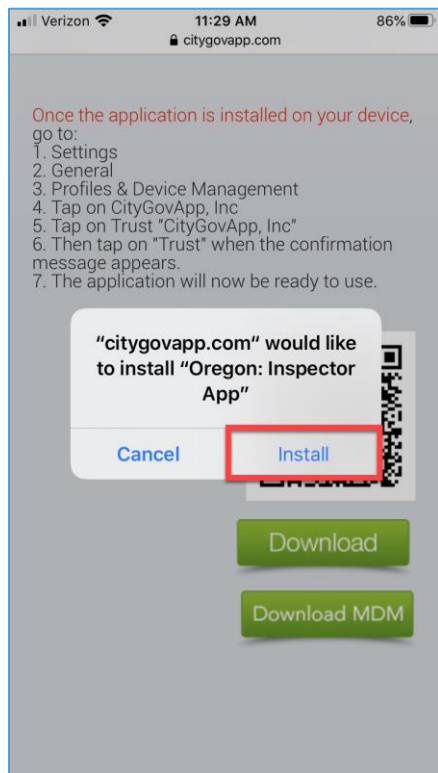 Verizon 11:29 AM 86%
citygovapp.com
Once the application is installed on your device,
go to:
1. Settings
2. General
3. Profiles & Device Management
4. Tap on CityGovApp, Inc
5. Tap on Trust "CityGovApp, Inc"
6. Then tap on "Trust" when the confirmation
message appears.
7. The application will now be ready to use.
“citygovapp.com“ would like
to install “Oregon: Inspector
App”
Cancel Install
Download
Download MDM